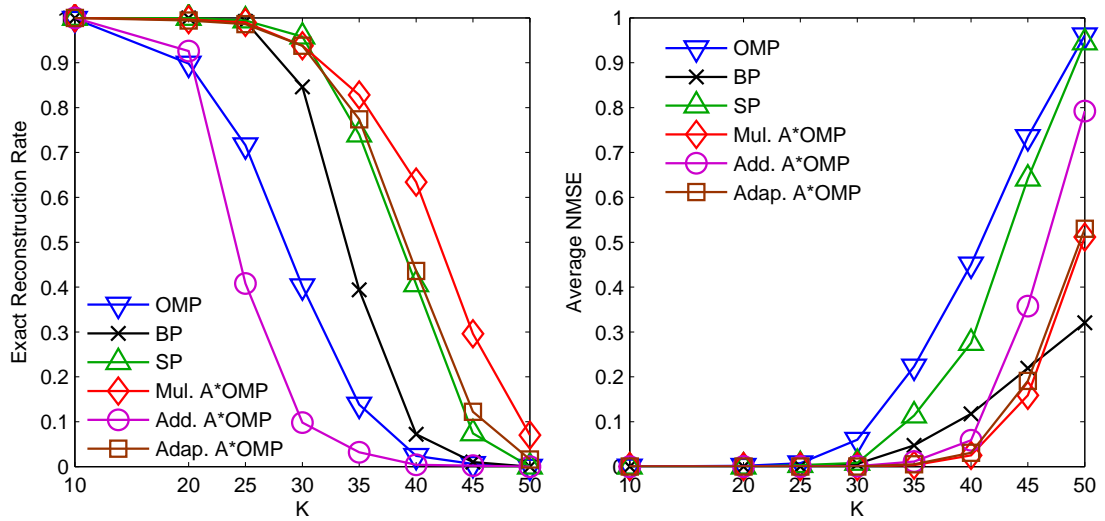 Exact Reconstruction Rate
1
0.9
0.8
0.7
0.6
0.5
0.4
0.3
0.2
0.1
0
OMP
BP
SP
Mul. A*OMP
Add. A*OMP
Adap. A*OMP
10 20 25 30 35 40 45 50
K
Average NMSE
1
0.9
0.8
0.7
0.6
0.5
0.4
0.3
0.2
0.1
0
OMP
BP
SP
Mul. A*OMP
Add. A*OMP
Adap. A*OMP
10 20 25 30 35 40 45 50
K